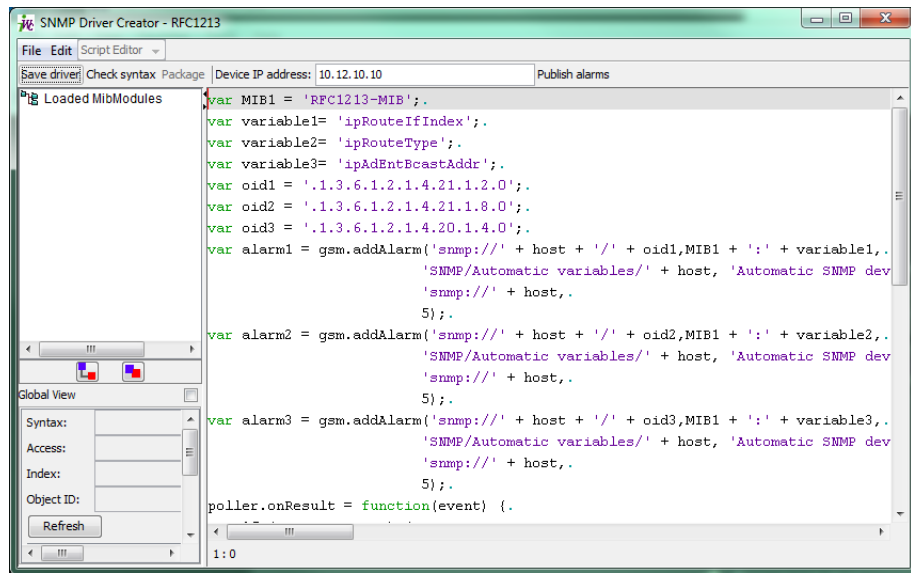 SNMP Driver Creator - RFC1213
File Edit Script Editor
Save driver Check syntax Package Device IP address: 10.12.10.10 Publish alarms
Loaded MibModules
var MIB1 = 'RFC1213-MIB';.
var variable1= 'ipRouteIfIndex';.
var variable2= 'ipRouteType';.
var variable3= 'ipAdEntBcastAddr';.
var oid1 = '.1.3.6.1.2.1.4.21.1.2.0';.
var oid2 = '.1.3.6.1.2.1.4.21.1.8.0';.
var oid3 = '.1.3.6.1.2.1.4.20.1.4.0';.
var alarm1 = gsm.addAlarm('snmp://' + host + '/' + oid1,MIB1 + ':' + variable1,.
'SNMP/Automatic variables/' + host, 'Automatic SNMP dev
'snmp://' + host,.
5);.
var alarm2 = gsm.addAlarm('snmp://' + host + '/' + oid2,MIB1 + ':' + variable2,.
'SNMP/Automatic variables/' + host, 'Automatic SNMP dev
'snmp://' + host,.
5);.
var alarm3 = gsm.addAlarm('snmp://' + host + '/' + oid3,MIB1 + ':' + variable3,.
'SNMP/Automatic variables/' + host, 'Automatic SNMP dev
'snmp://' + host,.
5);.
poller.onResult = function(event) {.
Global View
Syntax:
Access:
Index:
Object ID:
Refresh
1:0